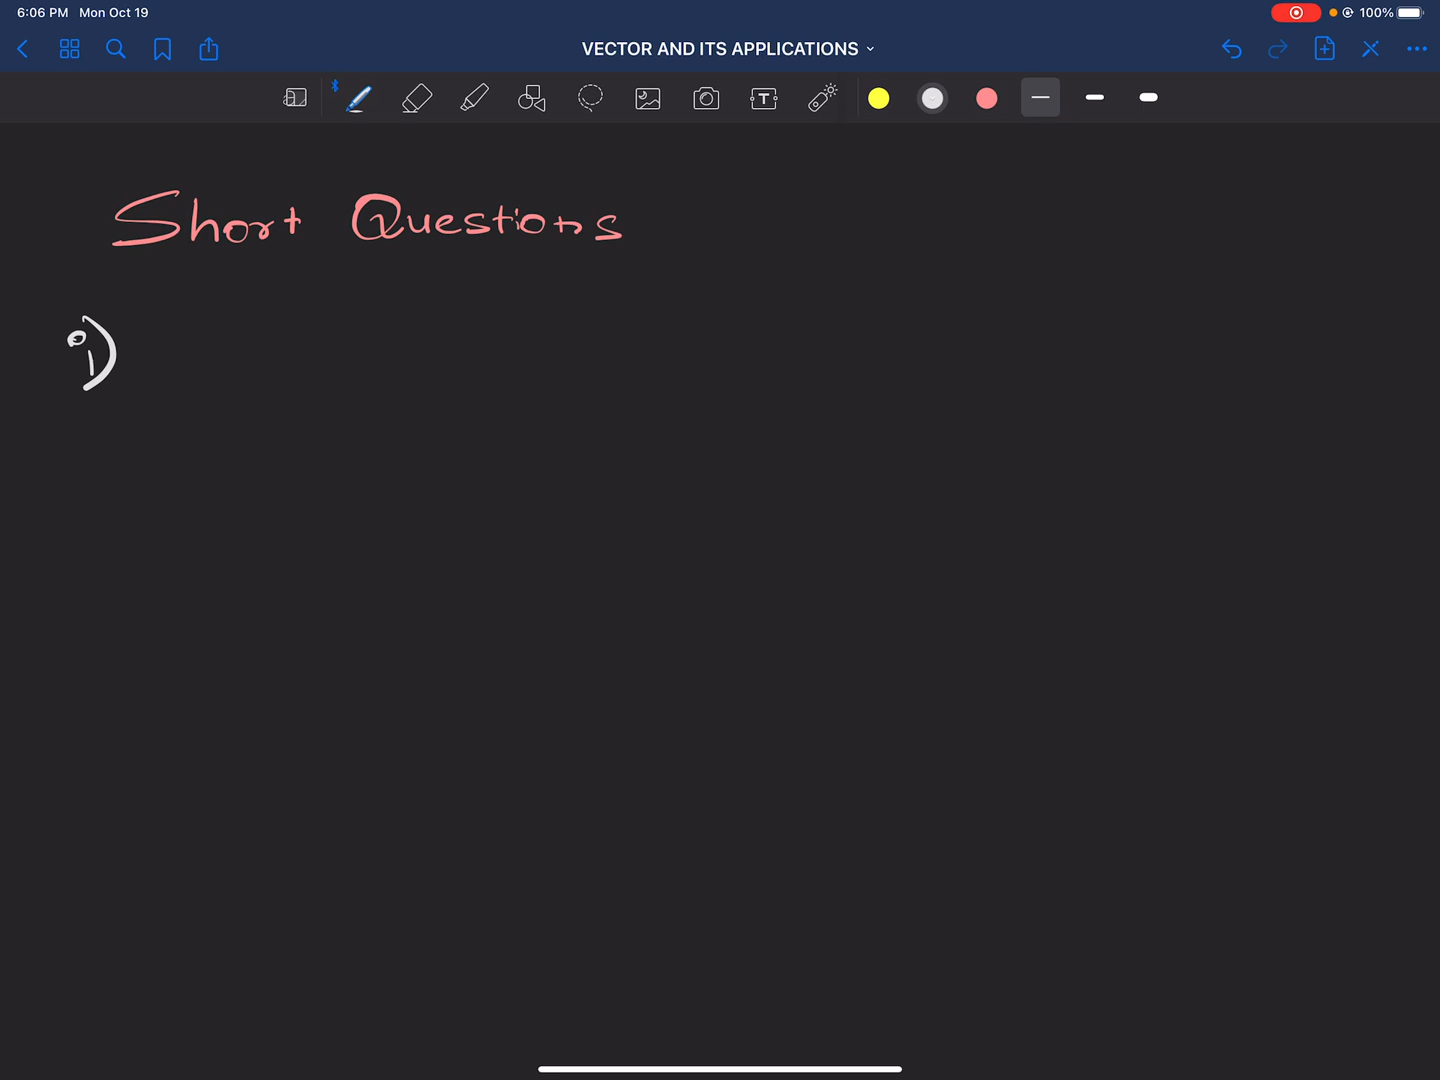 6:06 PM Mon Oct 19 100%
VECTOR AND ITS APPLICATIONS
T
Short Questions
i)